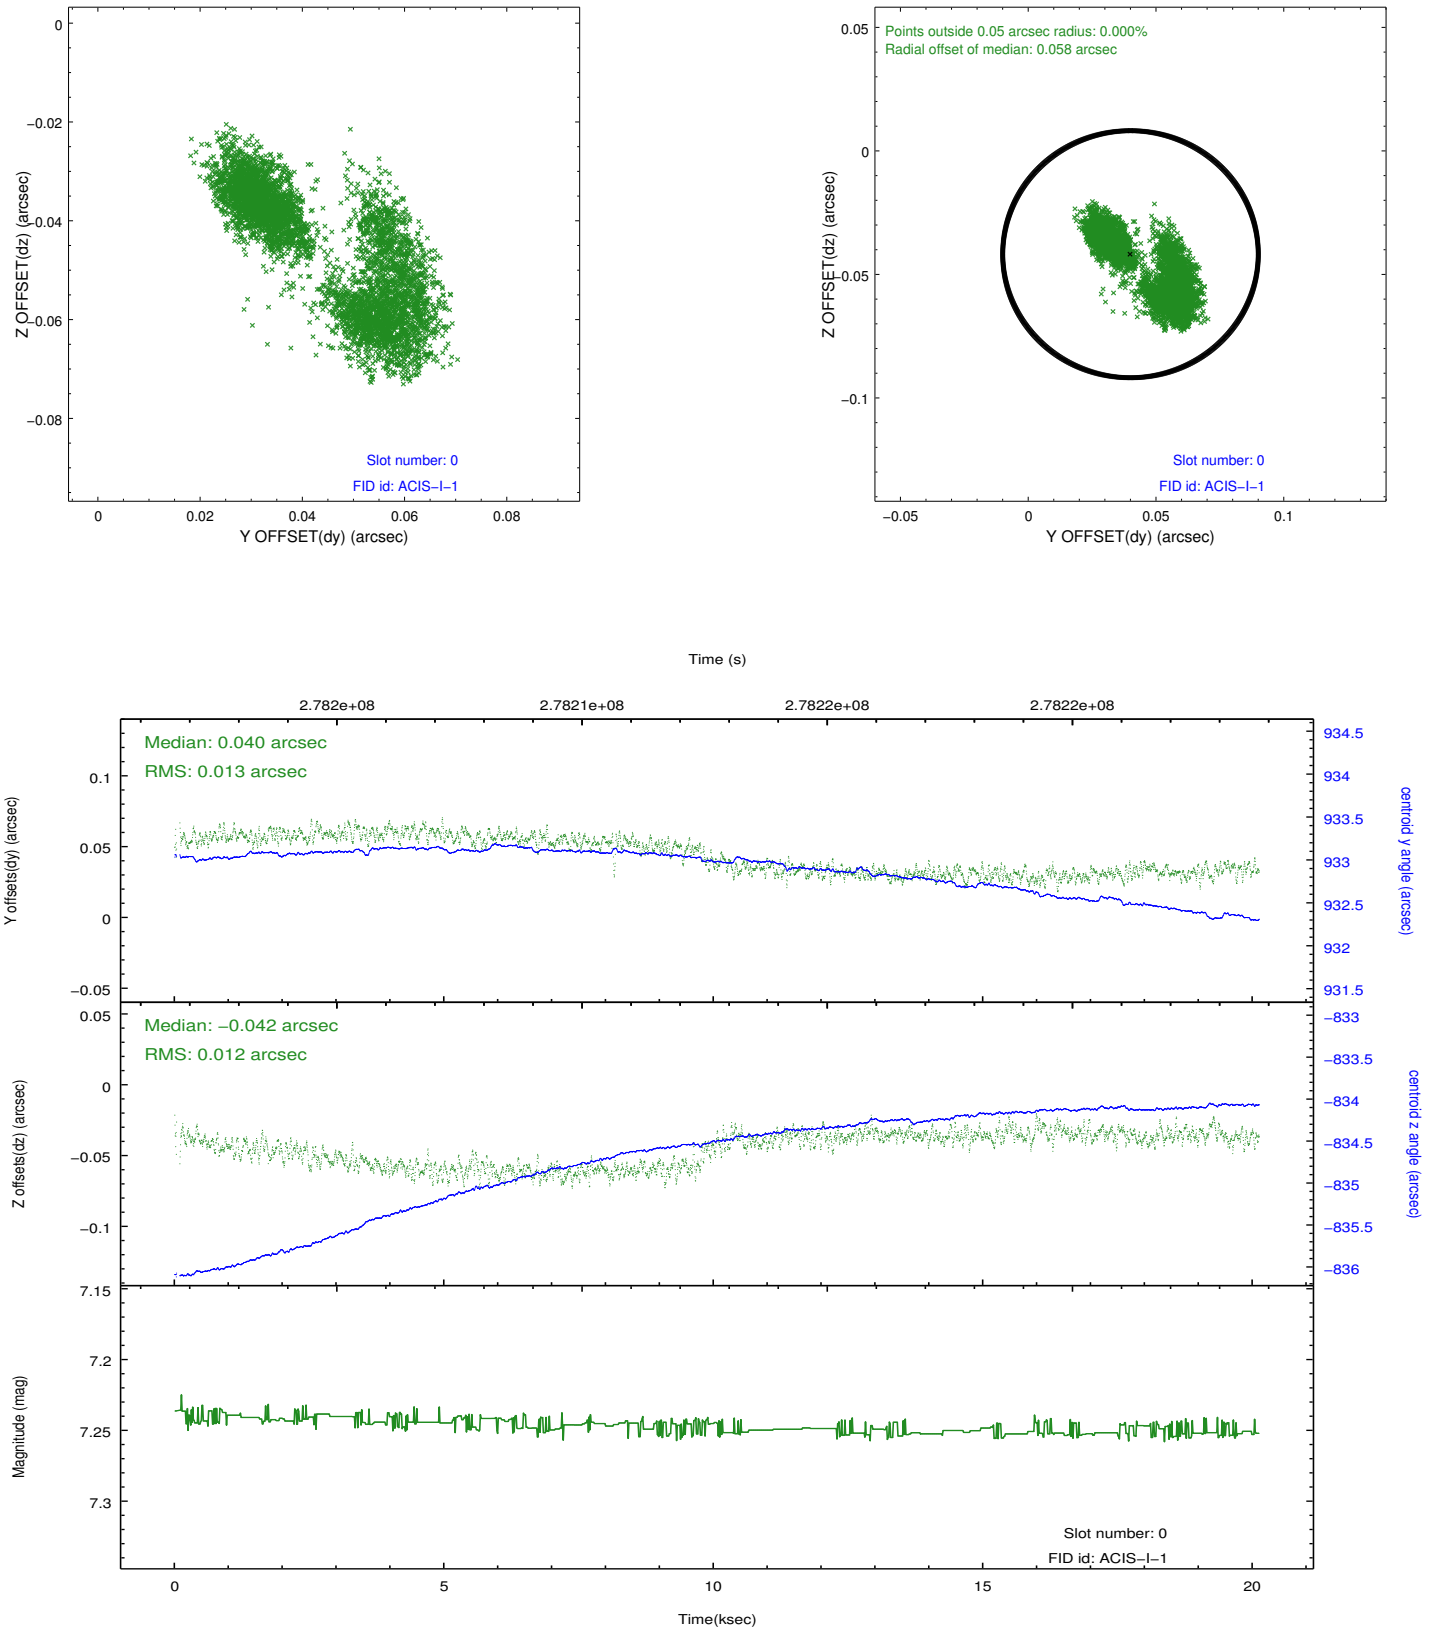 0
−0.02
−0.04
−0.06
−0.08
Z OFFSET(dz) (arcsec)
Slot number: 0
FID id: ACIS−I−1
0 0.02 0.04 0.06 0.08
Y OFFSET(dy) (arcsec)
Points outside 0.05 arcsec radius: 0.000%
Radial offset of median: 0.058 arcsec
0.05
0
−0.05
−0.1
Z OFFSET(dz) (arcsec)
Slot number: 0
FID id: ACIS−I−1
−0.05 0 0.05 0.1
Y OFFSET(dy) (arcsec)
Time (s)
2.782e+08 2.7821e+08 2.7822e+08 2.7822e+08
Median: 0.040 arcsec
RMS: 0.013 arcsec
0.1
0.05
0
−0.05
Y offsets(dy) (arcsec)
934.5
934
933.5
933
932.5
932
931.5
centroid y angle (arcsec)
Median: −0.042 arcsec
RMS: 0.012 arcsec
0.05
0
−0.05
−0.1
Z offsets(dz) (arcsec)
−833
−833.5
−834
−834.5
−835
−835.5
−836
centroid z angle (arcsec)
7.15
7.2
7.25
7.3
Magnitude (mag)
Slot number: 0
FID id: ACIS−I−1
0 5 10 15 20
Time(ksec)